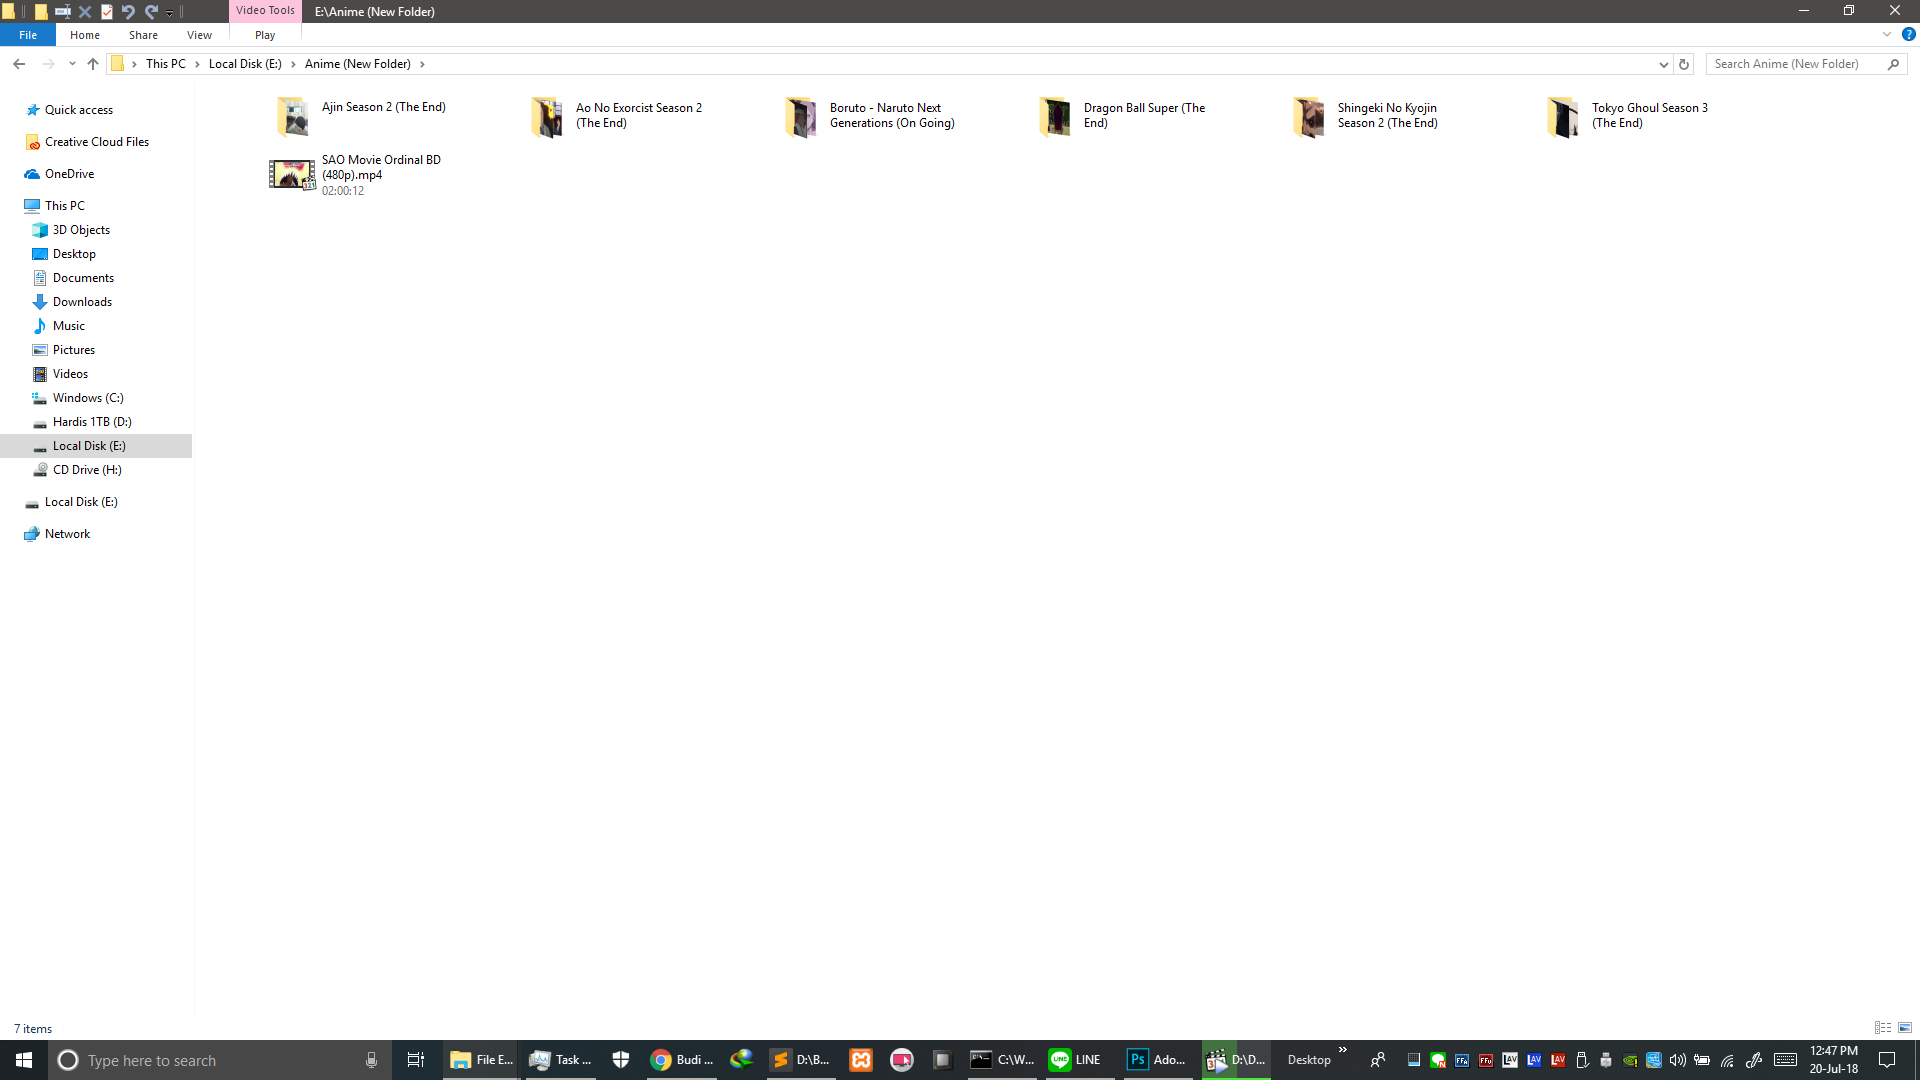 Video Tools
E:\Anime (New Folder)
File
Home
Share
View
Play
This PC
Local Disk (E:)
Anime (New Folder)
Search Anime (New Folder)
Quick access
Creative Cloud Files
OneDrive
This PC
3D Objects
Desktop
Documents
Downloads
Music
Pictures
Videos
Windows (C:)
Hardis 1TB (D:)
Local Disk (E:)
CD Drive (H:)
Local Disk (E:)
Network
Ajin Season 2 (The End)
Ao No Exorcist Season 2
(The End)
Boruto - Naruto Next
Generations (On Going)
Dragon Ball Super (The
End)
Shingeki No Kyojin
Season 2 (The End)
Tokyo Ghoul Season 3
(The End)
SAO Movie Ordinal BD
(480p).mp4
02:00:12
7 items
Type here to search
File E...
Task ...
Budi ...
D:\B...
C:\W...
LINE
Ps
Ado...
D:\D...
Desktop
LAV
LAV
LAV
12:47 PM
20-Jul-18